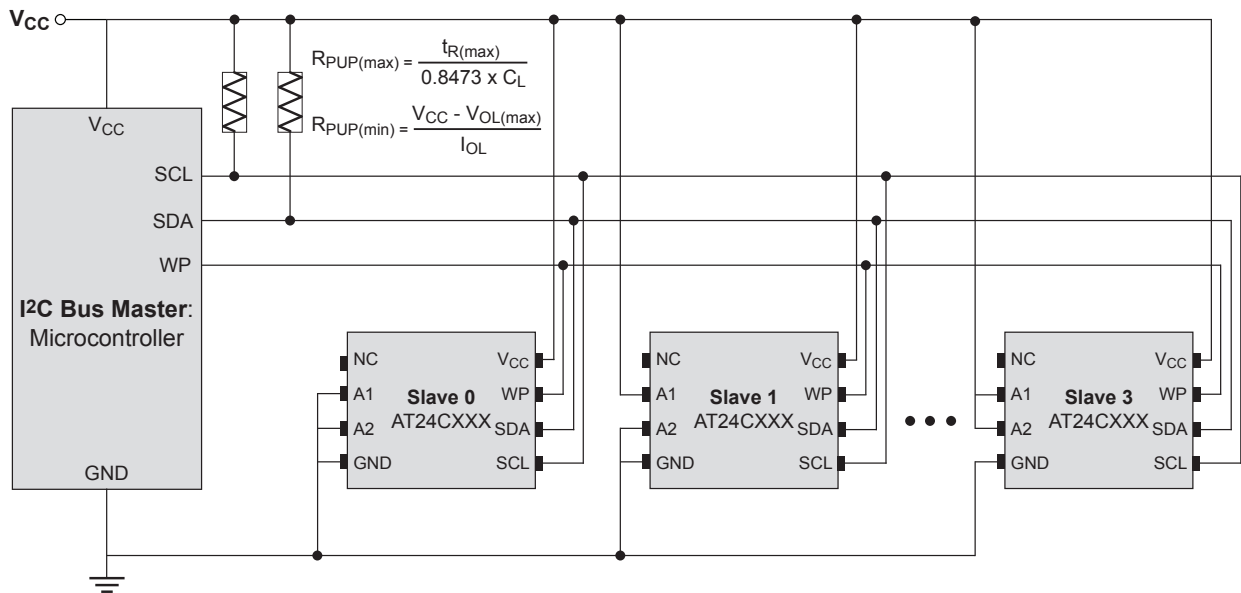 VCC
RPUP(max) = tR(max) / 0.8473 x CL
RPUP(min) = VCC - VOL(max) / IOL
VCC
SCL
SDA
WP
I2C Bus Master:
Microcontroller
GND
NC
A1
A2
GND
Slave 0
AT24CXXX
VCC
WP
SDA
SCL
NC
A1
A2
GND
Slave 1
AT24CXXX
VCC
WP
SDA
SCL
NC
A1
A2
GND
Slave 3
AT24CXXX
VCC
WP
SDA
SCL